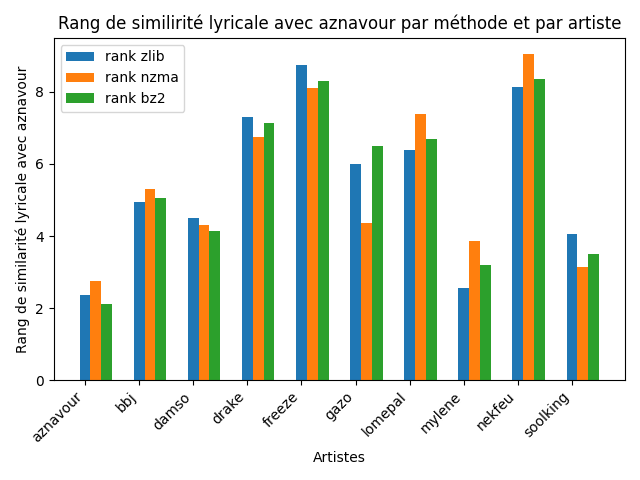 Rang de similirité lyricale avec aznavour par méthode et par artiste
rank zlib
rank nzma
rank bz2
Rang de similarité lyricale avec aznavour
8
6
4
2
0
aznavour
bbj
damso
drake
freeze
gazo
lomepal
mylene
nekfeu
soolking
Artistes